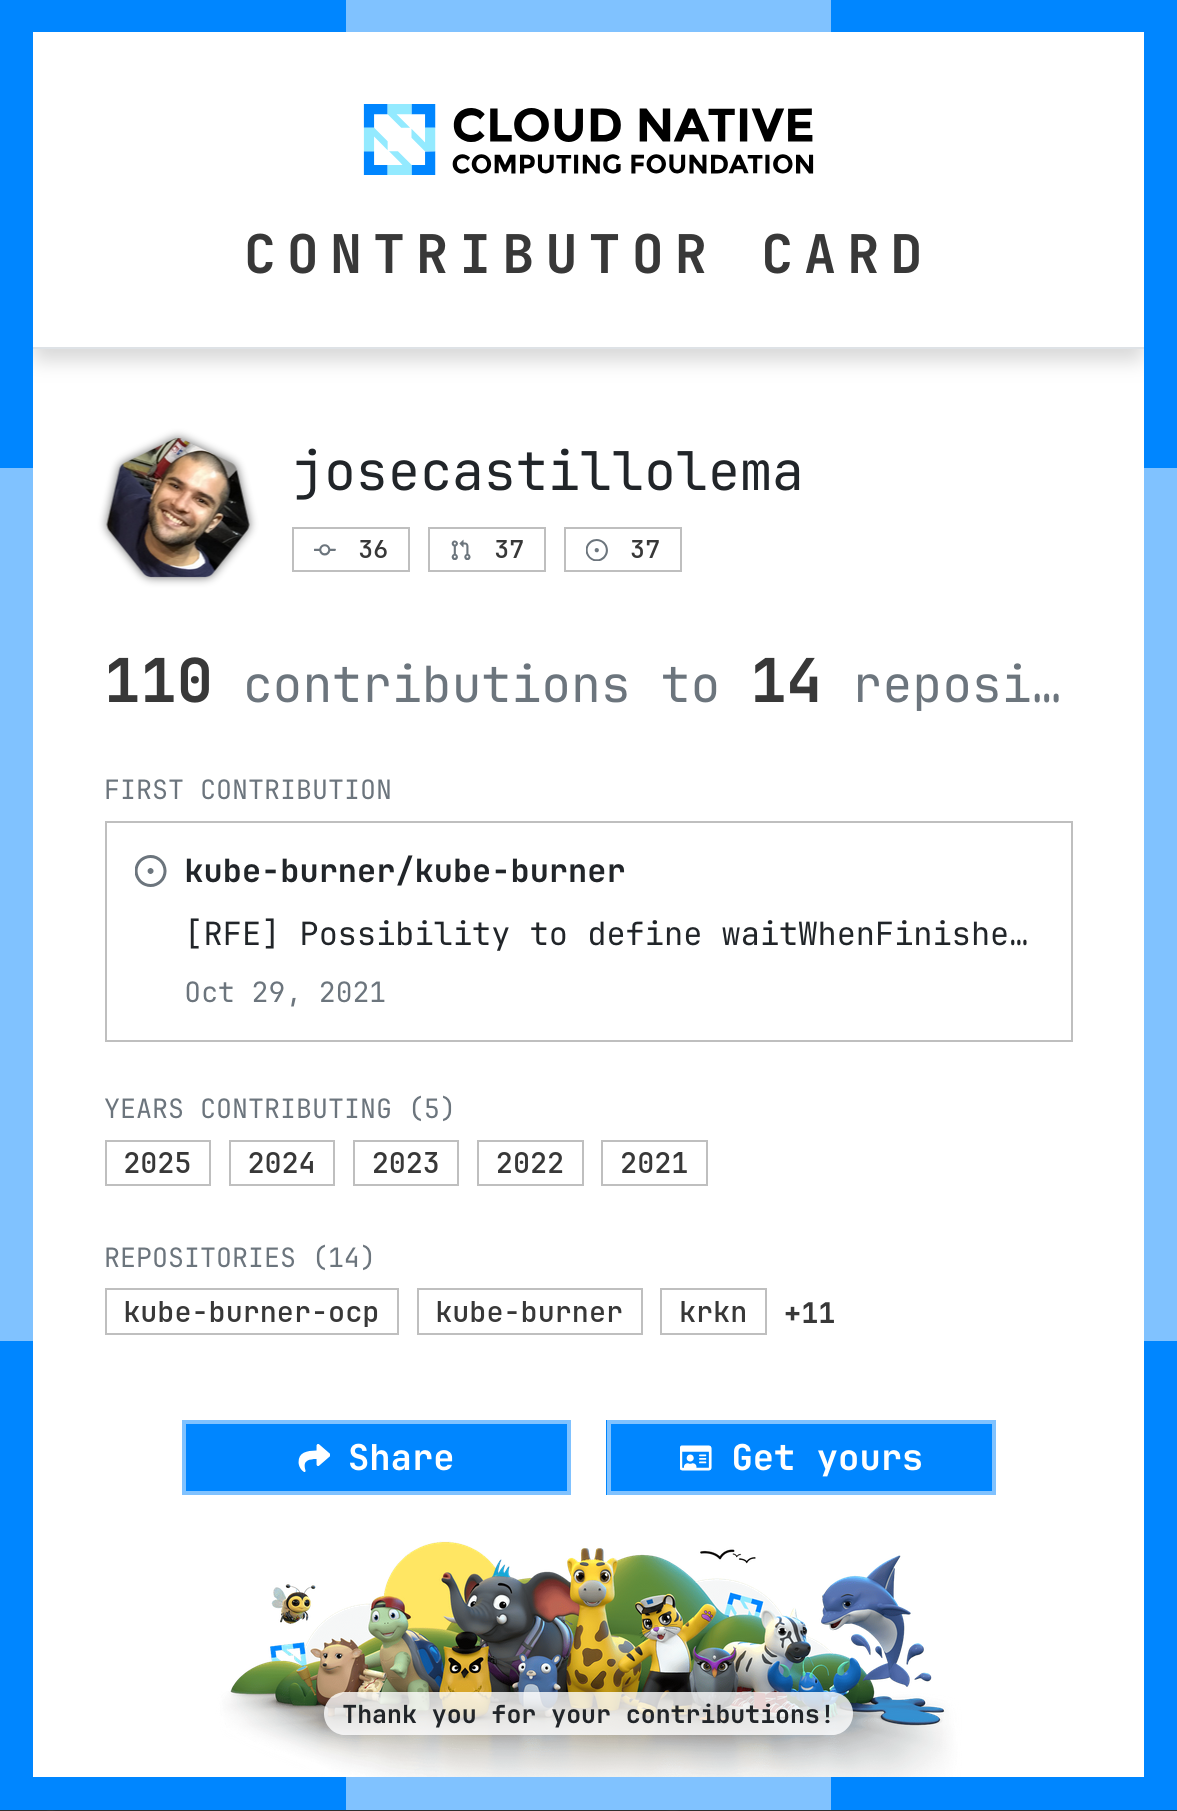 CLOUD NATIVE
COMPUTING FOUNDATION
CONTRIBUTOR CARD
josecastillolema
36 37 37
110 contributions to 14 reposi…
FIRST CONTRIBUTION
kube-burner/kube-burner
[RFE] Possibility to define waitWhenFinishe…
Oct 29, 2021
YEARS CONTRIBUTING (5)
2025 2024 2023 2022 2021
REPOSITORIES (14)
kube-burner-ocp kube-burner krkn +11
Share Get yours
Thank you for your contributions!